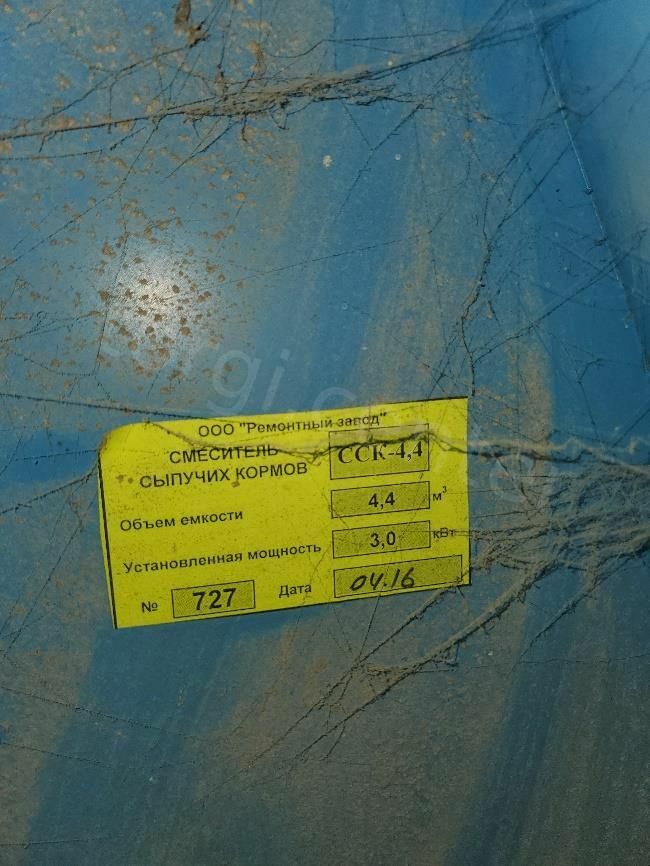 ООО "Ремонтный завод"
СМЕСИТЕЛЬ
СЫПУЧИХ КОРМОВ
ССК-4,4
Объем емкости 4,4 м³
Установленная мощность 3,0 кВт
№ 727 Дата 04.16